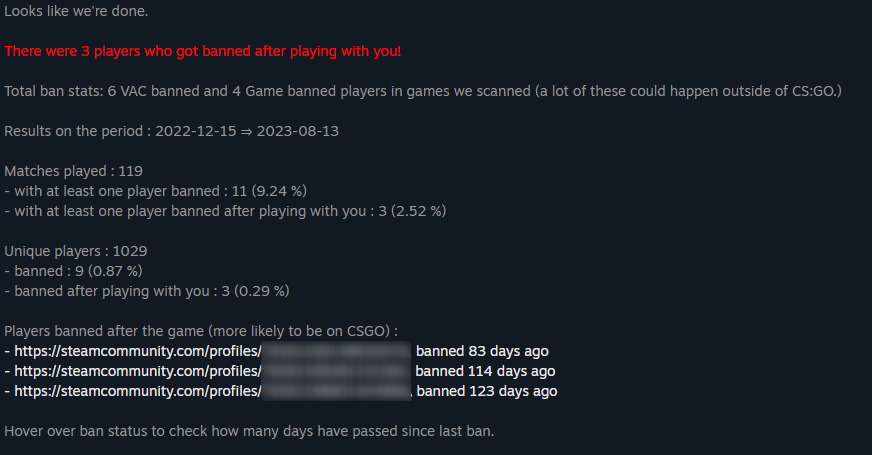 Looks like we're done.
There were 3 players who got banned after playing with you!
Total ban stats: 6 VAC banned and 4 Game banned players in games we scanned (a lot of these could happen outside of CS:GO.)
Results on the period : 2022-12-15 ⇒ 2023-08-13
Matches played : 119
- with at least one player banned : 11 (9.24 %)
- with at least one player banned after playing with you : 3 (2.52 %)
Unique players : 1029
- banned : 9 (0.87 %)
- banned after playing with you : 3 (0.29 %)
Players banned after the game (more likely to be on CSGO) :
- https://steamcommunity.com/profiles/ banned 83 days ago
- https://steamcommunity.com/profiles/ banned 114 days ago
- https://steamcommunity.com/profiles/, banned 123 days ago
Hover over ban status to check how many days have passed since last ban.